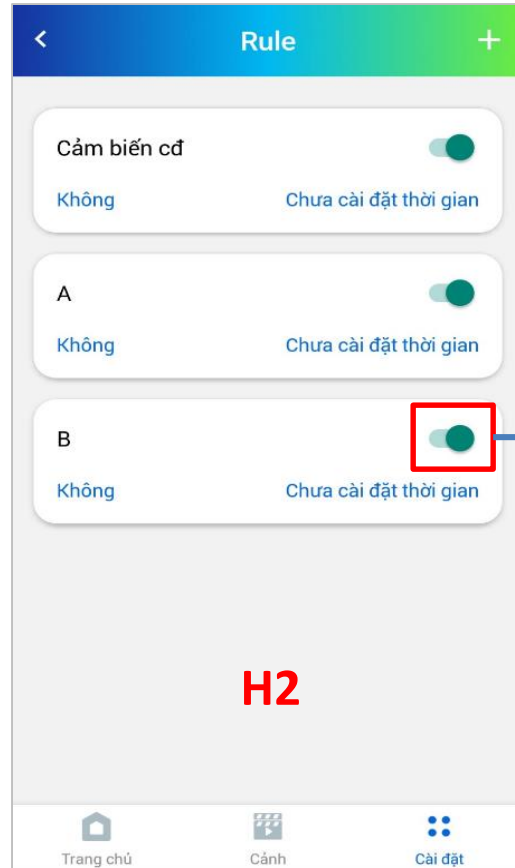 Rule
Cảm biến cđ
Không Chưa cài đặt thời gian
A
Không Chưa cài đặt thời gian
B
Không Chưa cài đặt thời gian
H2
Trang chủ Cảnh Cài đặt